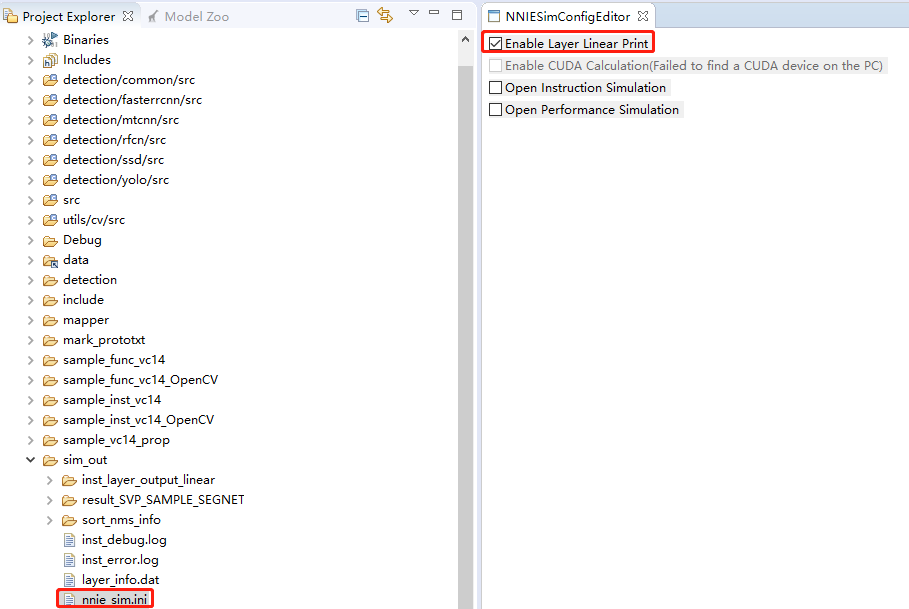 Project Explorer
Model Zoo
Binaries
Includes
detection/common/src
detection/fasterrcnn/src
detection/mtcnn/src
detection/rfcn/src
detection/ssd/src
detection/yolo/src
src
utils/cv/src
Debug
data
detection
include
mapper
mark_prototxt
sample_func_vc14
sample_func_vc14_OpenCV
sample_inst_vc14
sample_inst_vc14_OpenCV
sample_vc14_prop
sim_out
inst_layer_output_linear
result_SVP_SAMPLE_SEGNET
sort_nms_info
inst_debug.log
inst_error.log
layer_info.dat
nnie_sim.ini
NNIESimConfigEditor
Enable Layer Linear Print
Enable CUDA Calculation(Failed to find a CUDA device on the PC)
Open Instruction Simulation
Open Performance Simulation